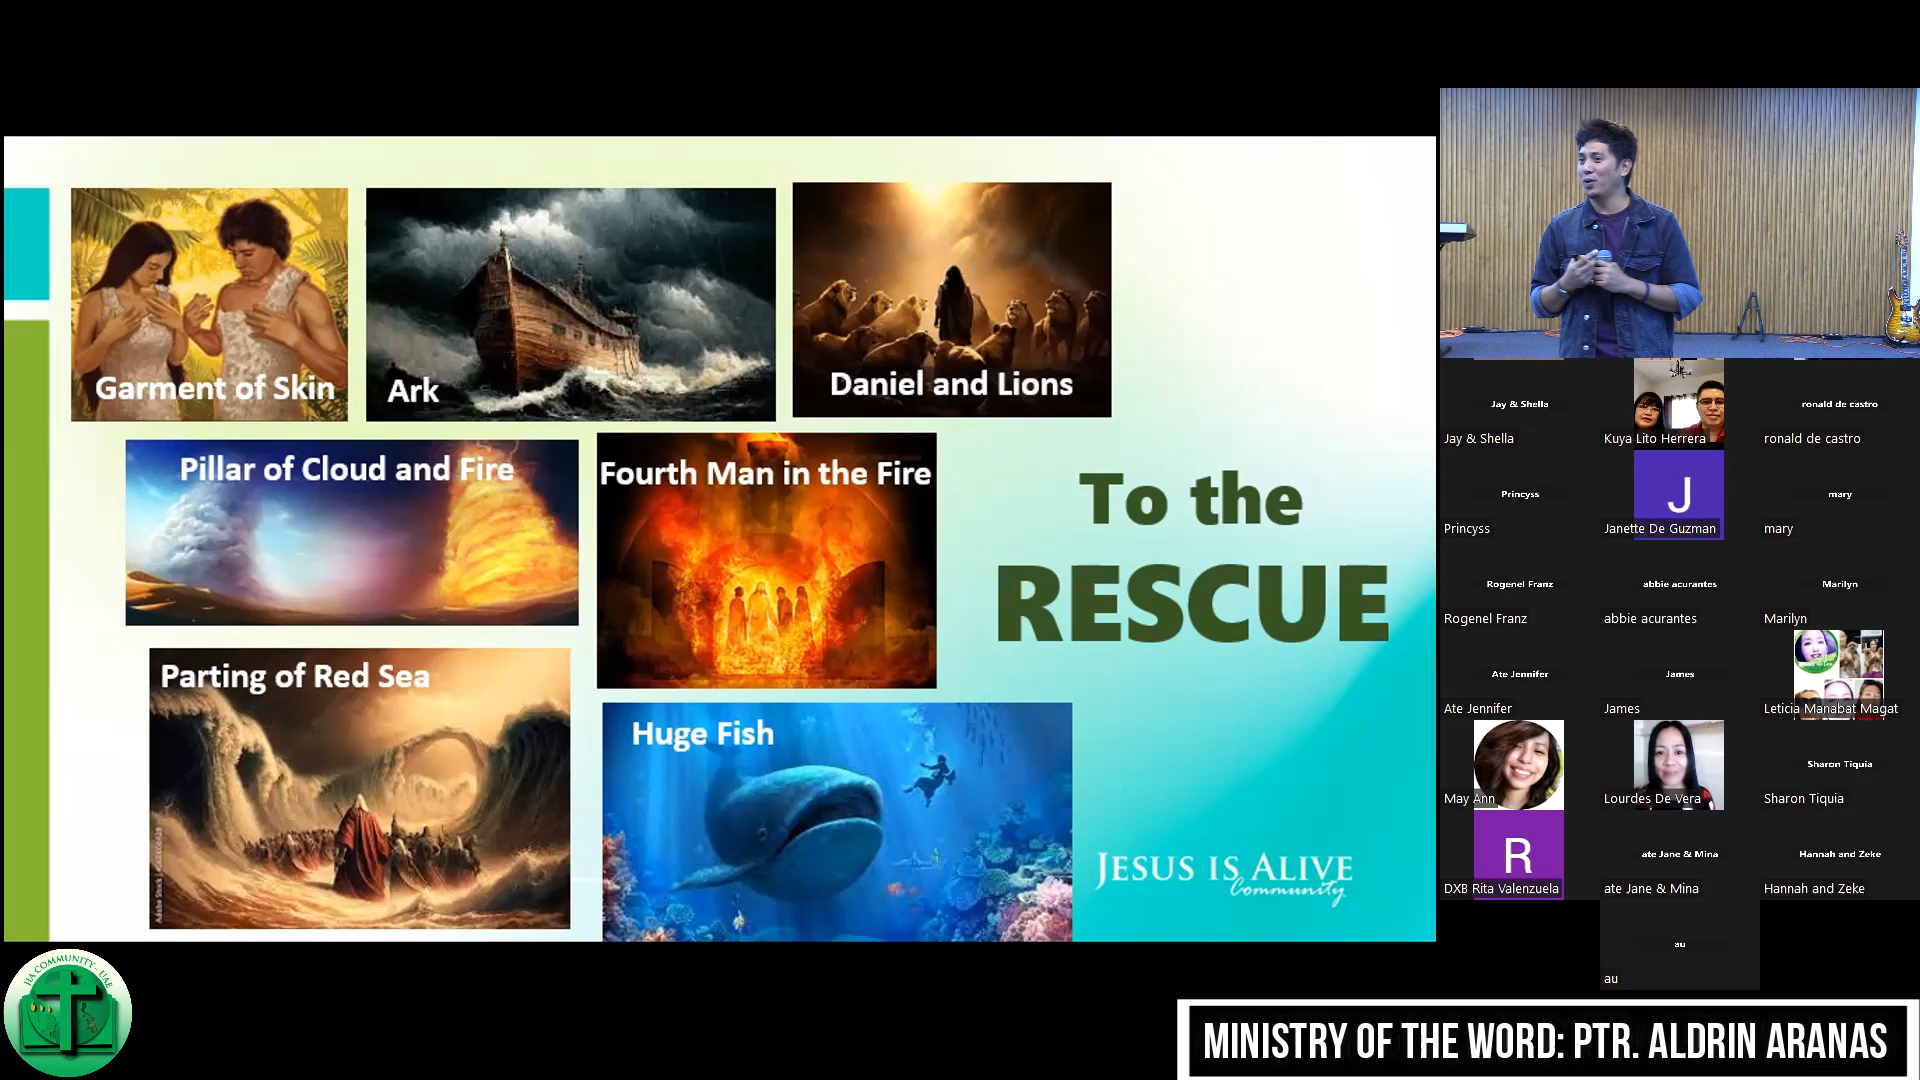 Garment of Skin
Ark
Daniel and Lions
Pillar of Cloud and Fire
Fourth Man in the Fire
To the
RESCUE
Parting of Red Sea
Huge Fish
JESUS IS ALIVE
Community
JIA COMMUNITY - UAE
Jay & Shella
Jay & Shella
Kuya Lito Herrera
ronald de castro
ronald de castro
Princyss
Princyss
J
Janette De Guzman
mary
mary
Rogenel Franz
Rogenel Franz
abbie acurantes
abbie acurantes
Marilyn
Marilyn
Ate Jennifer
Ate Jennifer
James
James
Leticia Manabat Magat
May Ann
Lourdes De Vera
Sharon Tiquia
Sharon Tiquia
R
DXB Rita Valenzuela
ate Jane & Mina
ate Jane & Mina
Hannah and Zeke
Hannah and Zeke
au
au
MINISTRY OF THE WORD: PTR. ALDRIN ARANAS